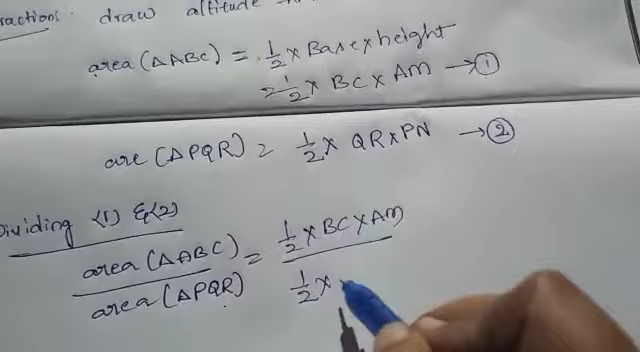 ractions: draw altitude
area (△ABC) = 1/2 × Base × height
= 1/2 × BC × AM → ①
are (△PQR) = 1/2 × QR × PN → ②
Dividing (1) & (2)
area (△ABC) / area (△PQR) = 1/2 × BC × AM / 1/2 ×